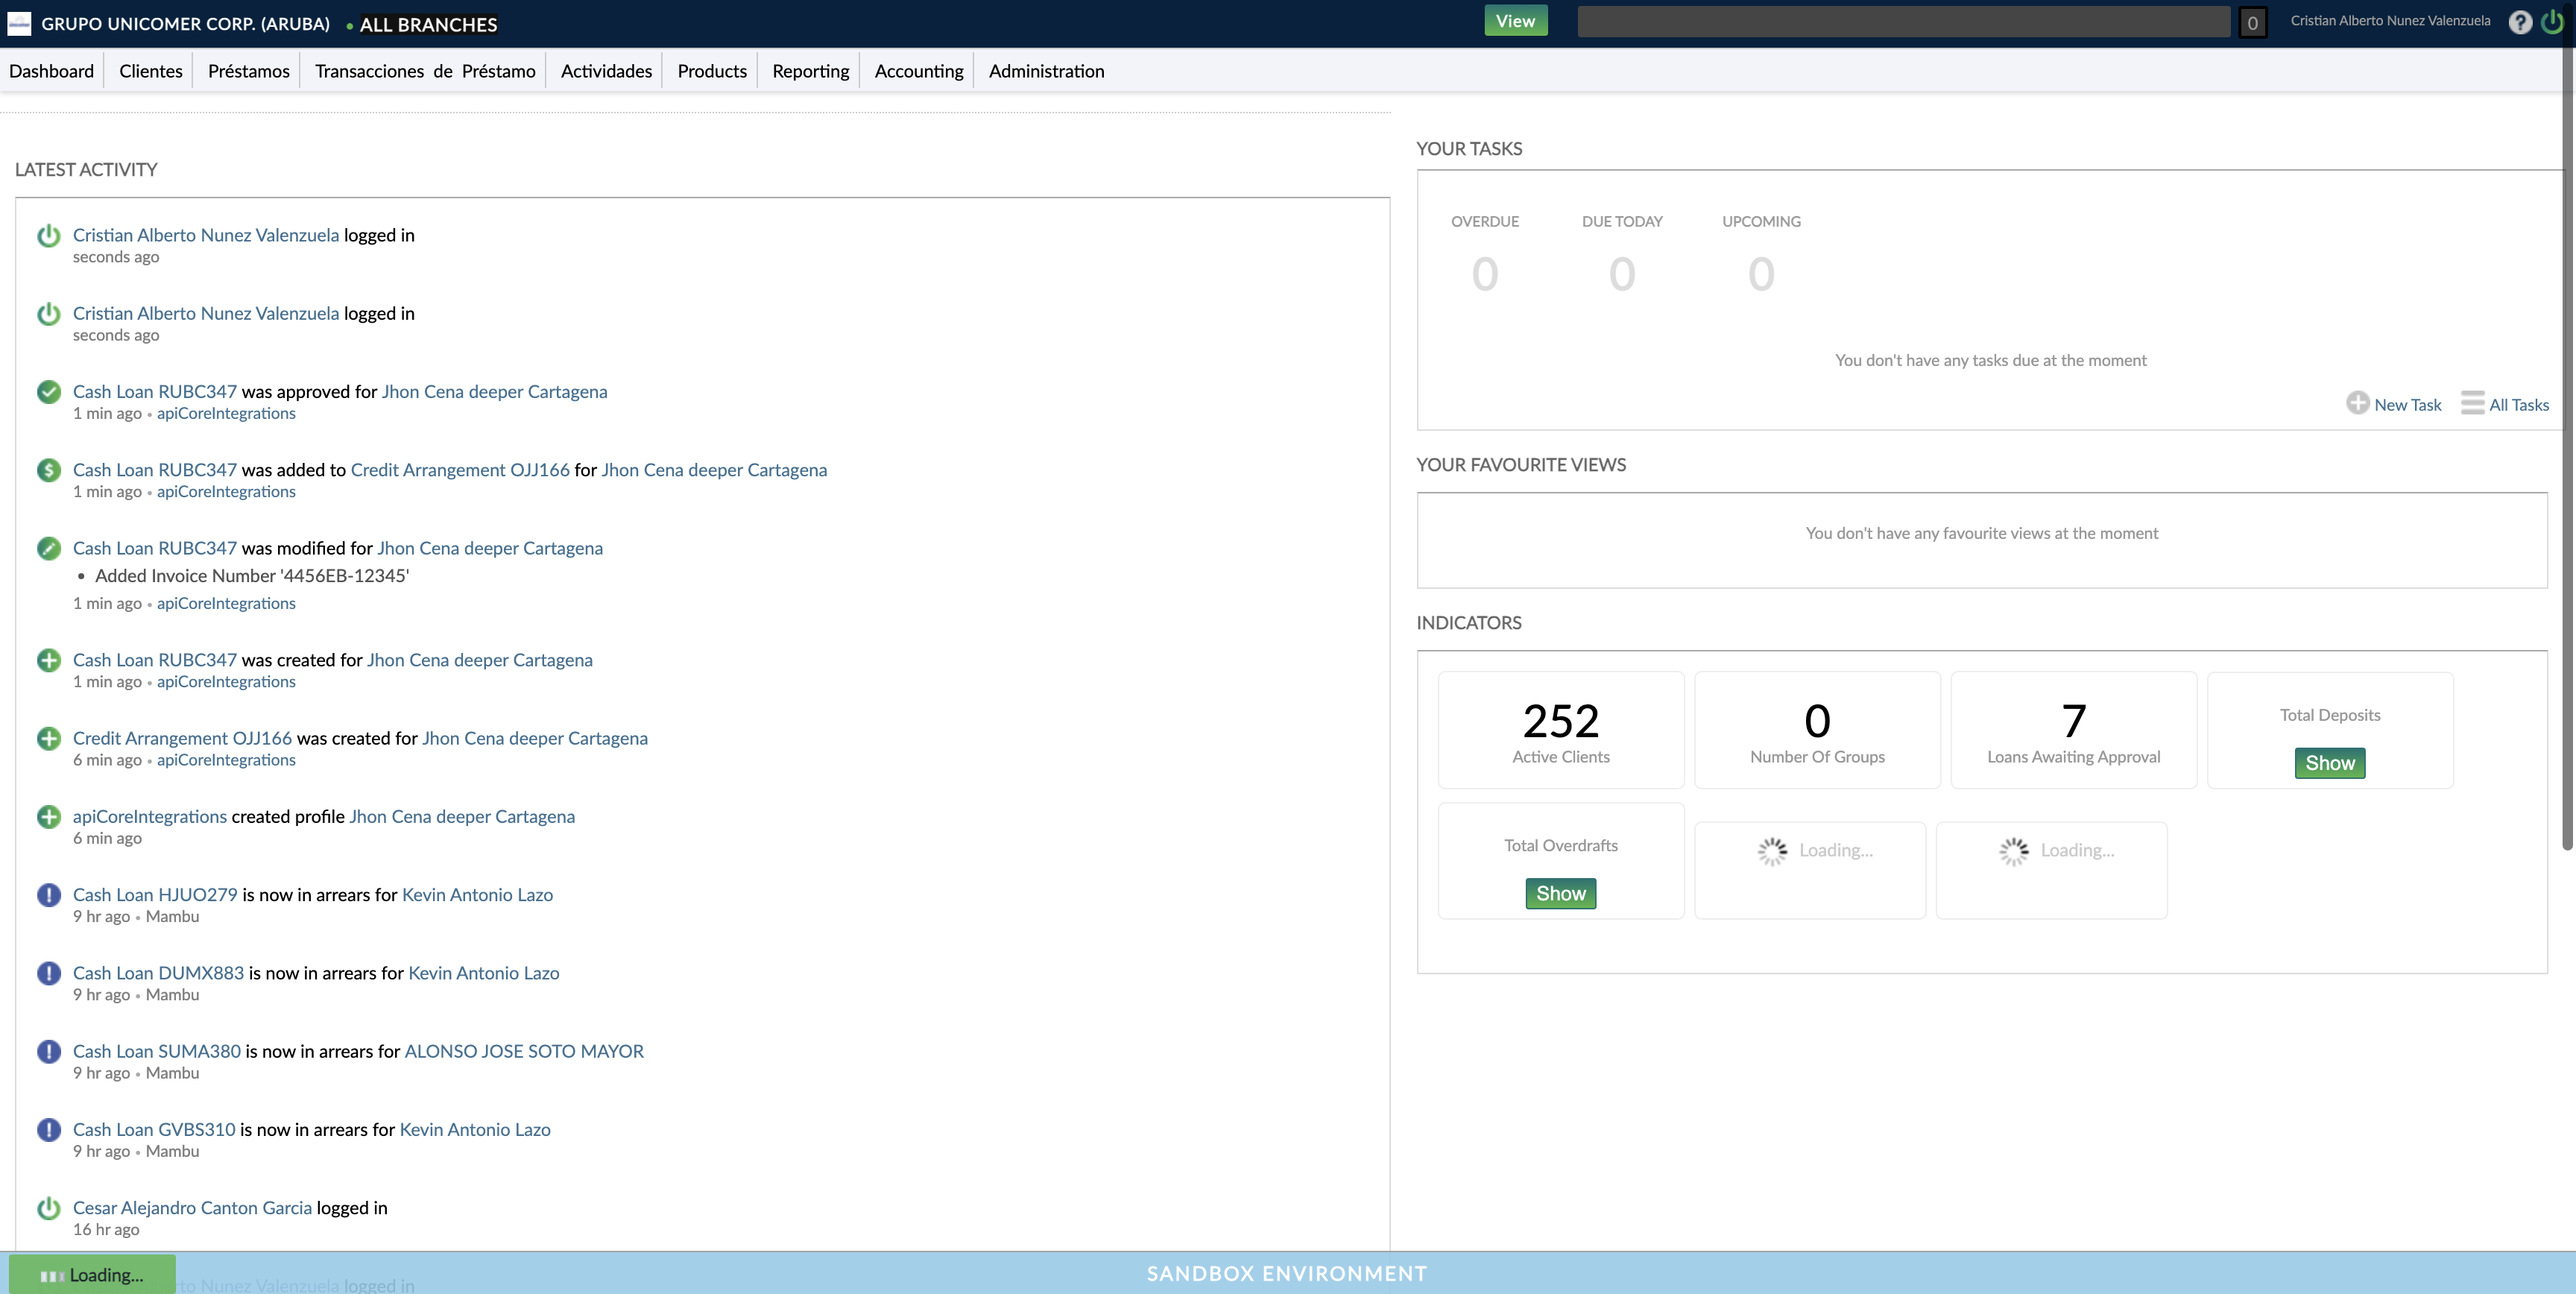 GRUPO UNICOMER CORP. (ARUBA) • ALL BRANCHES
View
0
Cristian Alberto Nunez Valenzuela
?
Dashboard Clientes Préstamos Transacciones de Préstamo Actividades Products Reporting Accounting Administration
LATEST ACTIVITY
Cristian Alberto Nunez Valenzuela logged in
seconds ago
Cristian Alberto Nunez Valenzuela logged in
seconds ago
Cash Loan RUBC347 was approved for Jhon Cena deeper Cartagena
1 min ago • apiCoreIntegrations
Cash Loan RUBC347 was added to Credit Arrangement OJJ166 for Jhon Cena deeper Cartagena
1 min ago • apiCoreIntegrations
Cash Loan RUBC347 was modified for Jhon Cena deeper Cartagena
• Added Invoice Number '4456EB-12345'
1 min ago • apiCoreIntegrations
Cash Loan RUBC347 was created for Jhon Cena deeper Cartagena
1 min ago • apiCoreIntegrations
Credit Arrangement OJJ166 was created for Jhon Cena deeper Cartagena
6 min ago • apiCoreIntegrations
apiCoreIntegrations created profile Jhon Cena deeper Cartagena
6 min ago
Cash Loan HJUO279 is now in arrears for Kevin Antonio Lazo
9 hr ago • Mambu
Cash Loan DUMX883 is now in arrears for Kevin Antonio Lazo
9 hr ago • Mambu
Cash Loan SUMA380 is now in arrears for ALONSO JOSE SOTO MAYOR
9 hr ago • Mambu
Cash Loan GVBS310 is now in arrears for Kevin Antonio Lazo
9 hr ago • Mambu
Cesar Alejandro Canton Garcia logged in
16 hr ago
YOUR TASKS
OVERDUE DUE TODAY UPCOMING
0 0 0
You don't have any tasks due at the moment
New Task All Tasks
YOUR FAVOURITE VIEWS
You don't have any favourite views at the moment
INDICATORS
252
Active Clients
0
Number Of Groups
7
Loans Awaiting Approval
Total Deposits
Show
Total Overdrafts
Show
Loading...
Loading...
Loading...
rto Nunez Valenzuela logged in
SANDBOX ENVIRONMENT